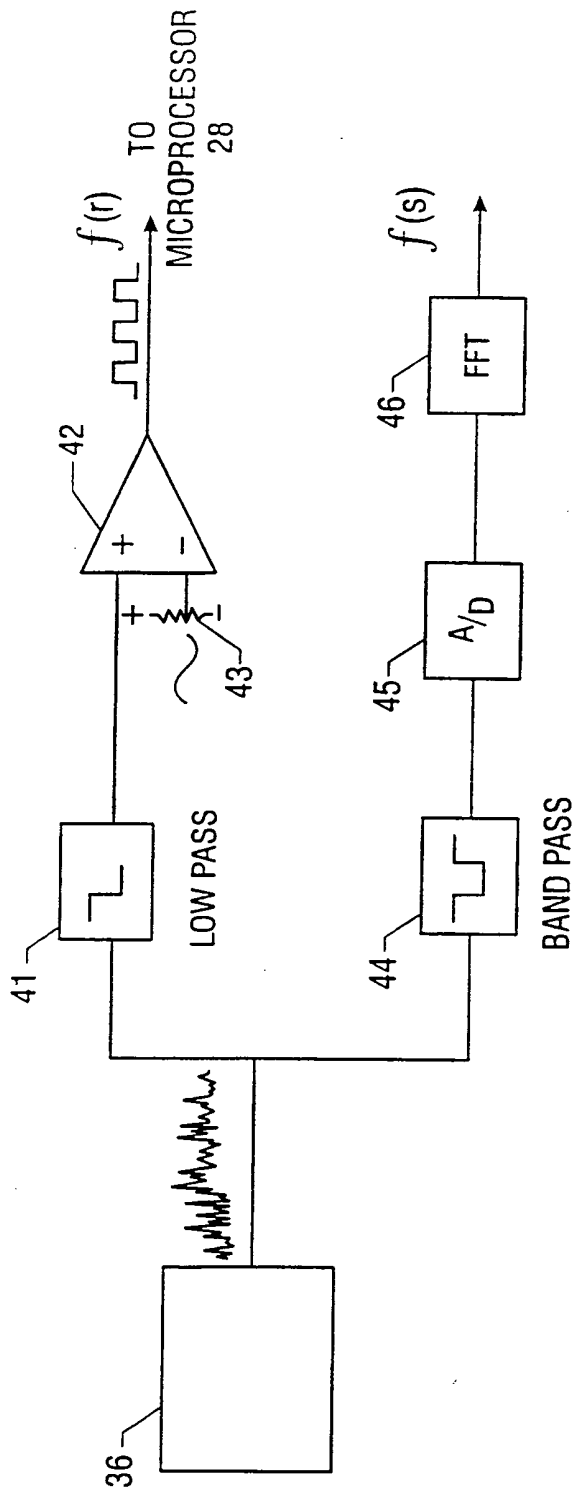 36
41
LOW PASS
42
+
−
+
−
43
f(r)
TO
MICROPROCESSOR
28
44
BAND PASS
45
A/D
46
FFT
f(s)